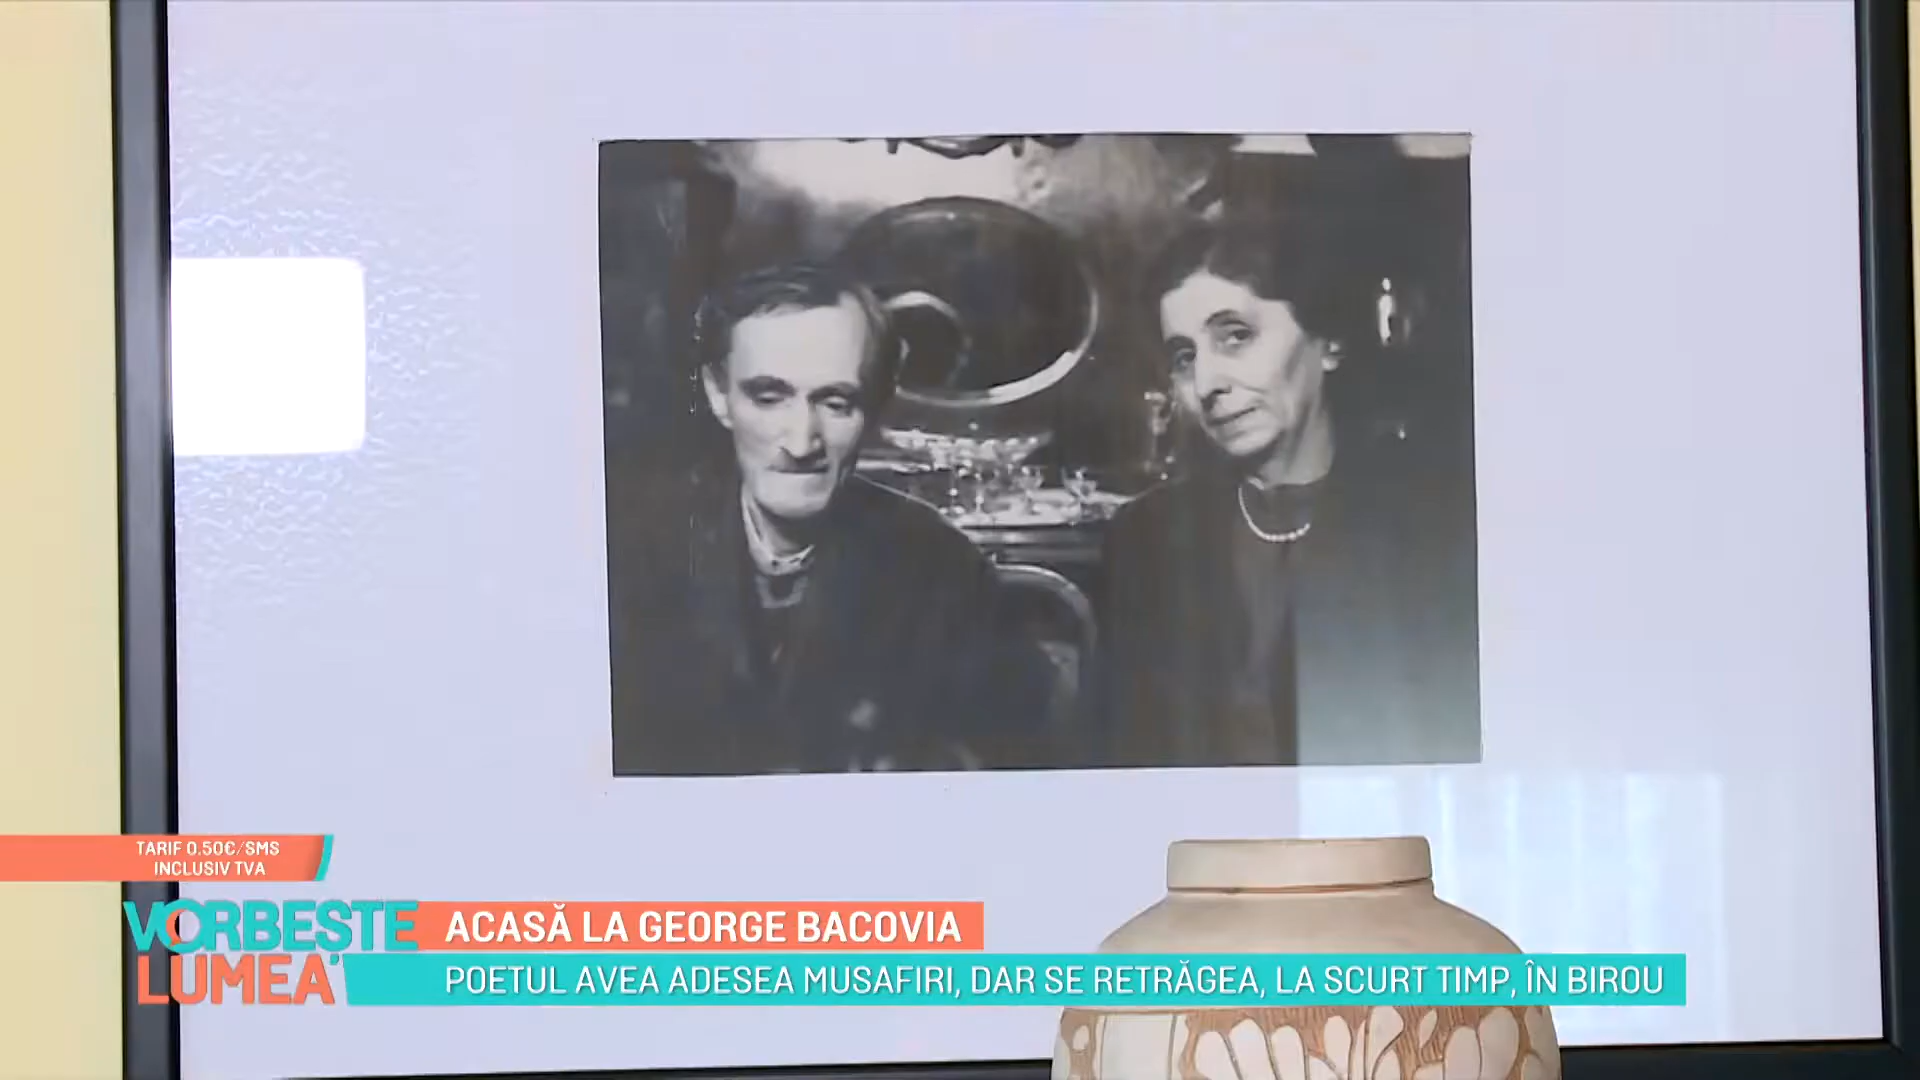 TARIF 0.50€/SMS
INCLUSIV TVA
VORBEȘTE
LUMEA
ACASĂ LA GEORGE BACOVIA
POETUL AVEA ADESEA MUSAFIRI, DAR SE RETRĂGEA, LA SCURT TIMP, ÎN BIROU